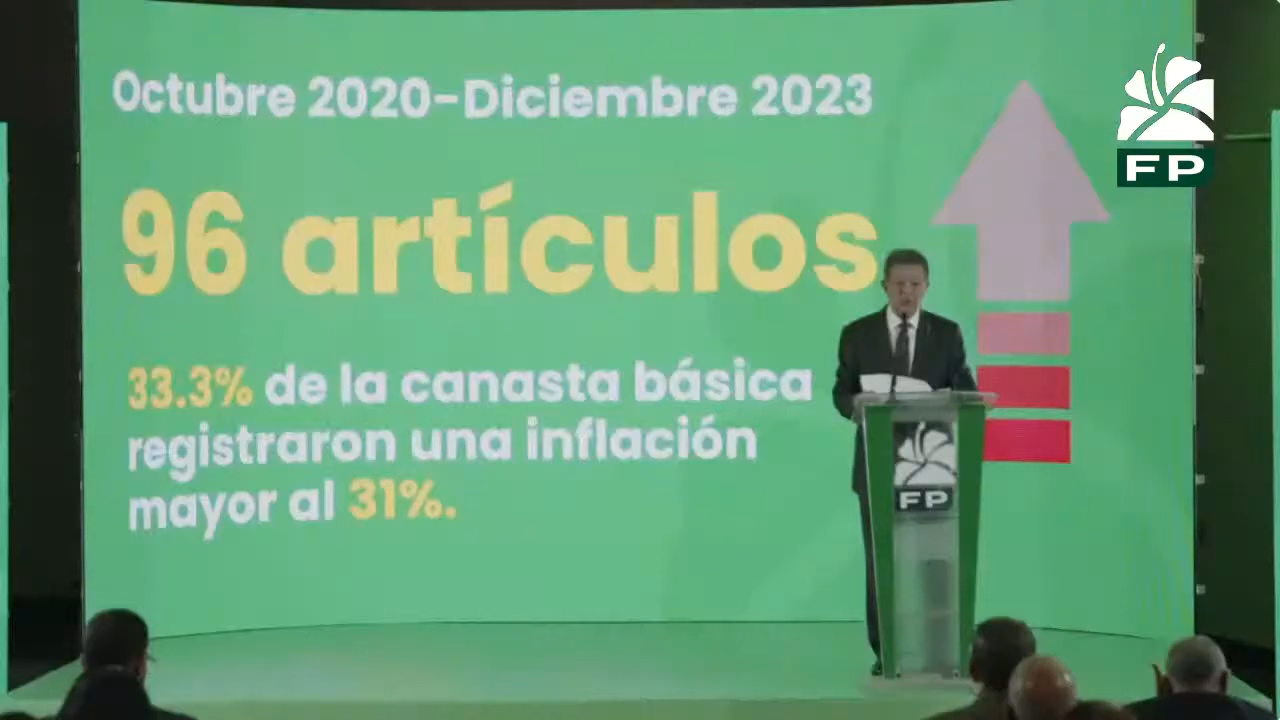 Octubre 2020-Diciembre 2023
96 artículos
33.3% de la canasta básica
registraron una inflación
mayor al 31%.
FP
FP